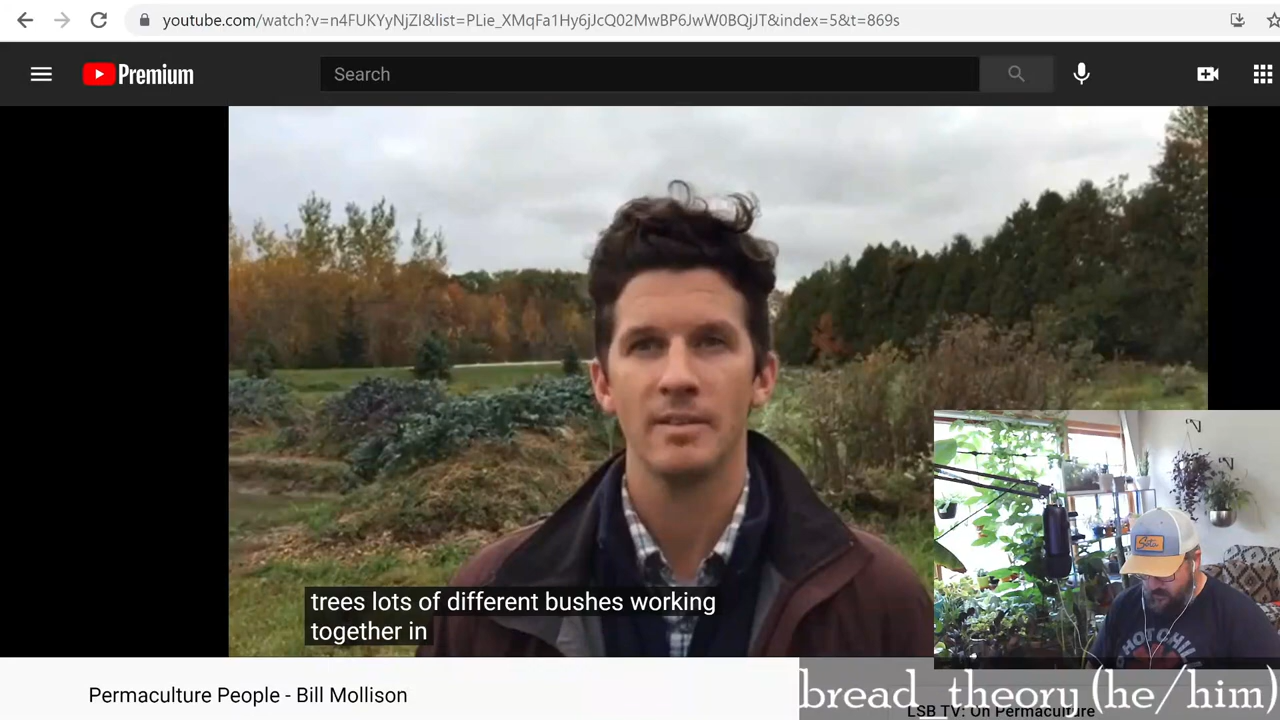 youtube.com/watch?v=n4FUKYyNjZI&list=PLie_XMqFa1Hy6jJcQ02MwBP6JwW0BQjJT&index=5&t=869s
Premium
Search
trees lots of different bushes working
together in
Sota
Permaculture People - Bill Mollison
bread_theory (he/him)
LSB TV: On Permaculture